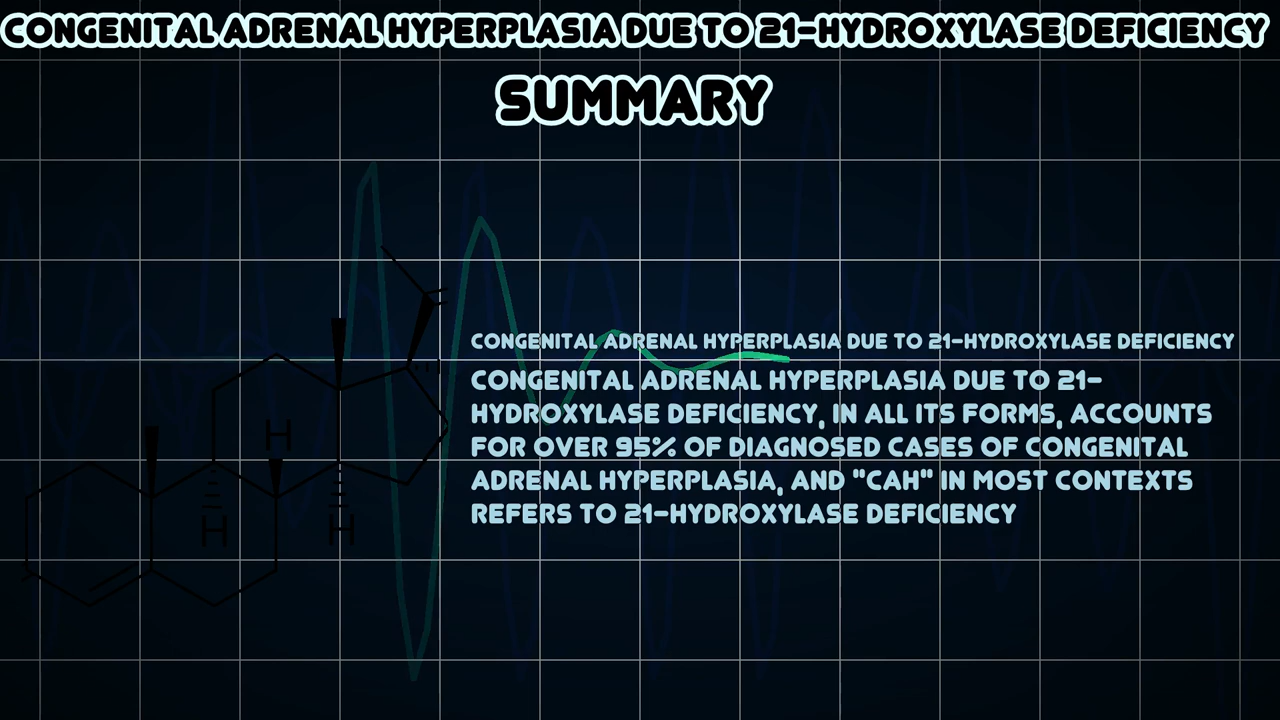 CONGENITAL ADRENAL HYPERPLASIA DUE TO 21-HYDROXYLASE DEFICIENCY
SUMMARY
CONGENITAL ADRENAL HYPERPLASIA DUE TO 21-HYDROXYLASE DEFICIENCY
CONGENITAL ADRENAL HYPERPLASIA DUE TO 21-
HYDROXYLASE DEFICIENCY, IN ALL ITS FORMS, ACCOUNTS
FOR OVER 95% OF DIAGNOSED CASES OF CONGENITAL
ADRENAL HYPERPLASIA, AND "CAH" IN MOST CONTEXTS
REFERS TO 21-HYDROXYLASE DEFICIENCY
H
H
H